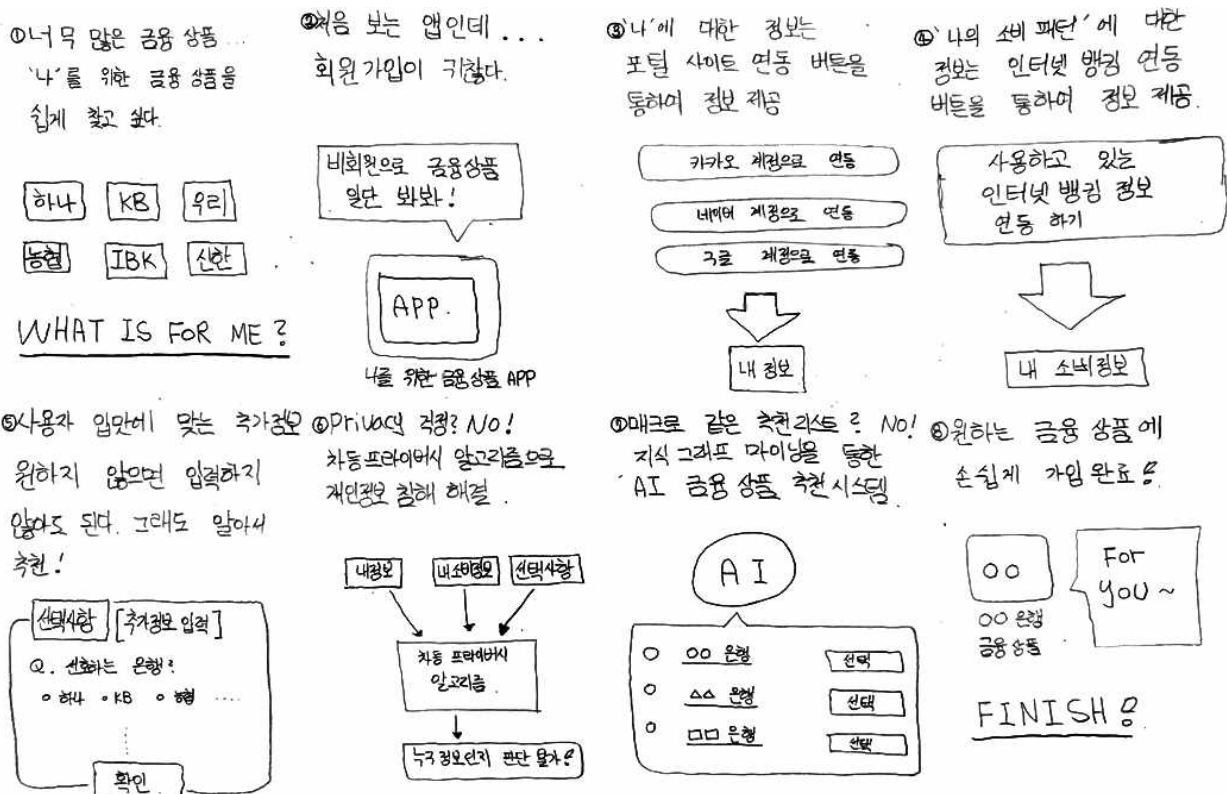 ①너무 많은 금융 상품...
'나'를 위한 금융 상품을
쉽게 찾고 싶다.
하나 KB 우리
농협 IBK 신한
WHAT IS FOR ME?
②처음 보는 앱인데...
회원가입이 귀찮다.
비회원으로 금융상품
일단 봐봐!
APP.
나를 위한 금융상품 APP
③'나'에 대한 정보는
포털 사이트 연동 버튼을
통하여 정보 제공
카카오 계정으로 연동
네이버 계정으로 연동
구글 계정으로 연동
내 정보
④'나의 소비 패턴'에 대한
정보는 인터넷 뱅킹 연동
버튼을 통하여 정보 제공.
사용하고 있는
인터넷 뱅킹 정보
연동 하기
내 소비정보
⑤사용자 입맛에 맞는 추가정보
원하지 않으면 입력하지
않아도 된다. 그래도 알아서
추천!
선택사항 [추가정보 입력]
Q. 선호하는 은행?
하나 KB 농협 ....
확인
⑥Privacy 걱정? No!
차등프라이버시 알고리즘으로
개인정보 침해 해결.
내정보 내소비정보 선택사항
차등 프라이버시
알고리즘
누구 정보인지 판단 불가!
⑦매크로 같은 추천리스트? No!
지식 그래프 마이닝을 통한
AI 금융 상품 추천시스템.
AI
○○ 은행 선택
△△ 은행 선택
□□ 은행 선택
⑧원하는 금융 상품에
손쉽게 가입 완료!
○○
○○ 은행
금융상품
For
you ~
FINISH!